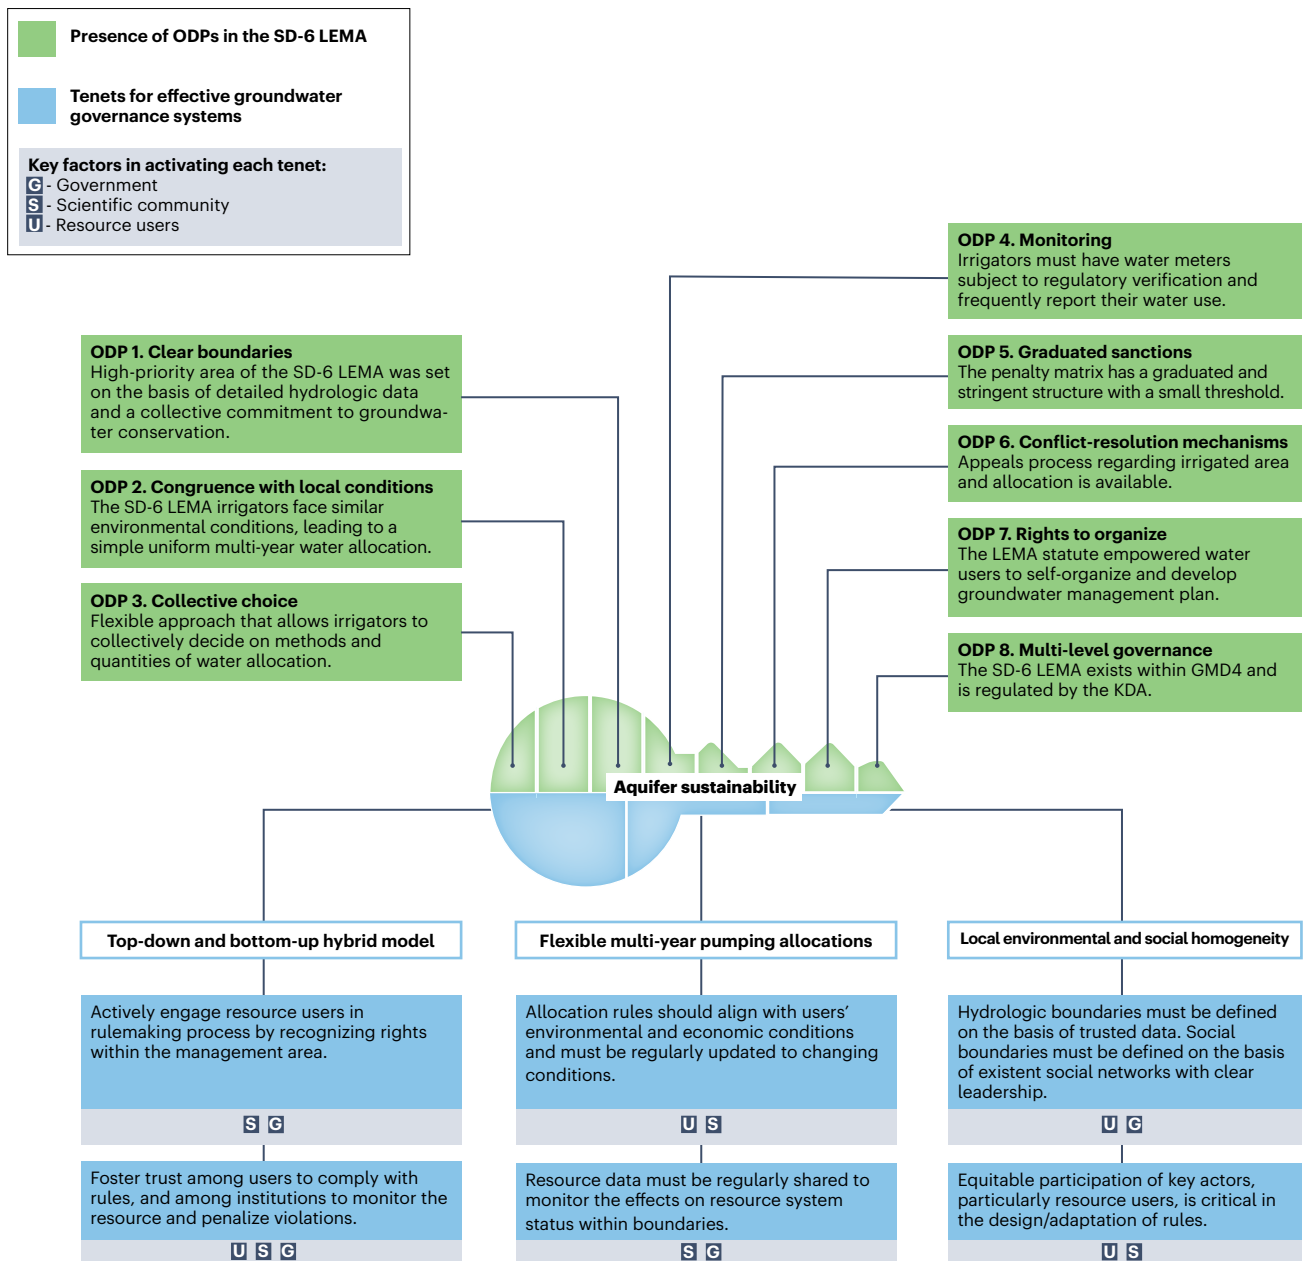 Presence of ODPs in the SD-6 LEMA
Tenets for effective groundwater
governance systems
Key factors in activating each tenet:
G - Government
S - Scientific community
U - Resource users
ODP 1. Clear boundaries
High-priority area of the SD-6 LEMA was set
on the basis of detailed hydrologic data
and a collective commitment to groundwa-
ter conservation.
ODP 2. Congruence with local conditions
The SD-6 LEMA irrigators face similar
environmental conditions, leading to a
simple uniform multi-year water allocation.
ODP 3. Collective choice
Flexible approach that allows irrigators to
collectively decide on methods and
quantities of water allocation.
ODP 4. Monitoring
Irrigators must have water meters
subject to regulatory verification and
frequently report their water use.
ODP 5. Graduated sanctions
The penalty matrix has a graduated and
stringent structure with a small threshold.
ODP 6. Conflict-resolution mechanisms
Appeals process regarding irrigated area
and allocation is available.
ODP 7. Rights to organize
The LEMA statute empowered water
users to self-organize and develop
groundwater management plan.
ODP 8. Multi-level governance
The SD-6 LEMA exists within GMD4 and
is regulated by the KDA.
Aquifer sustainability
Top-down and bottom-up hybrid model
Actively engage resource users in
rulemaking process by recognizing rights
within the management area.
S G
Foster trust among users to comply with
rules, and among institutions to monitor the
resource and penalize violations.
U S G
Flexible multi-year pumping allocations
Allocation rules should align with users’
environmental and economic conditions
and must be regularly updated to changing
conditions.
U S
Resource data must be regularly shared to
monitor the effects on resource system
status within boundaries.
S G
Local environmental and social homogeneity
Hydrologic boundaries must be defined
on the basis of trusted data. Social
boundaries must be defined on the basis
of existent social networks with clear
leadership.
U G
Equitable participation of key actors,
particularly resource users, is critical in
the design/adaptation of rules.
U S